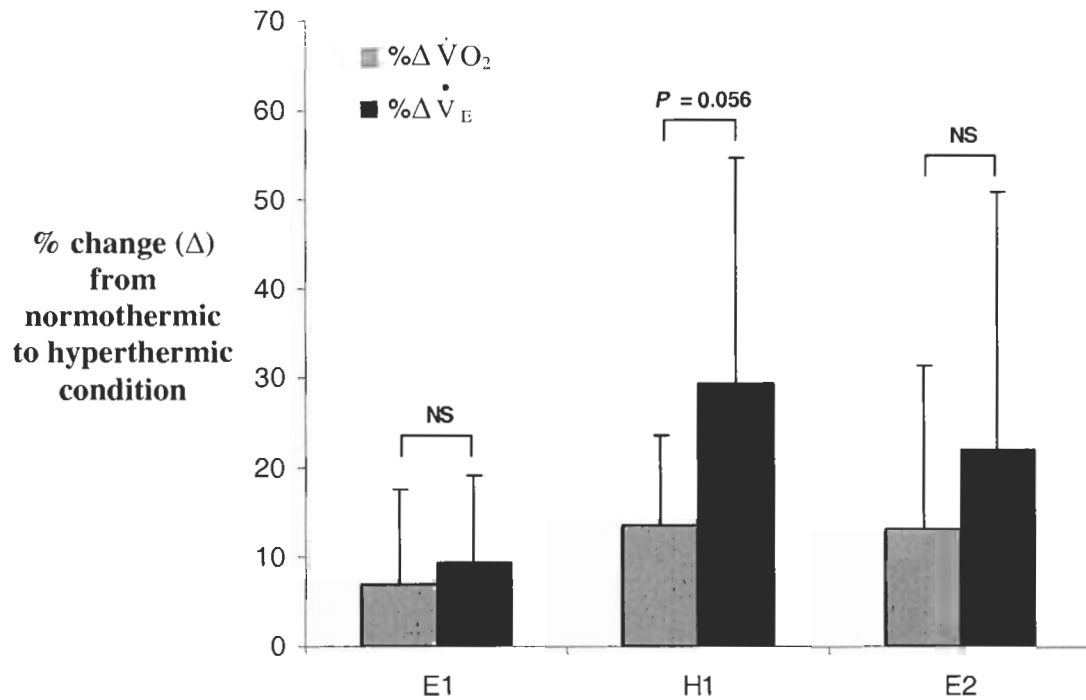 70
60
50
40
30
20
10
0
%Δ V̇O₂
%Δ V̇ E
P = 0.056
NS
NS
% change (Δ)
from
normothermic
to hyperthermic
condition
E1 H1 E2